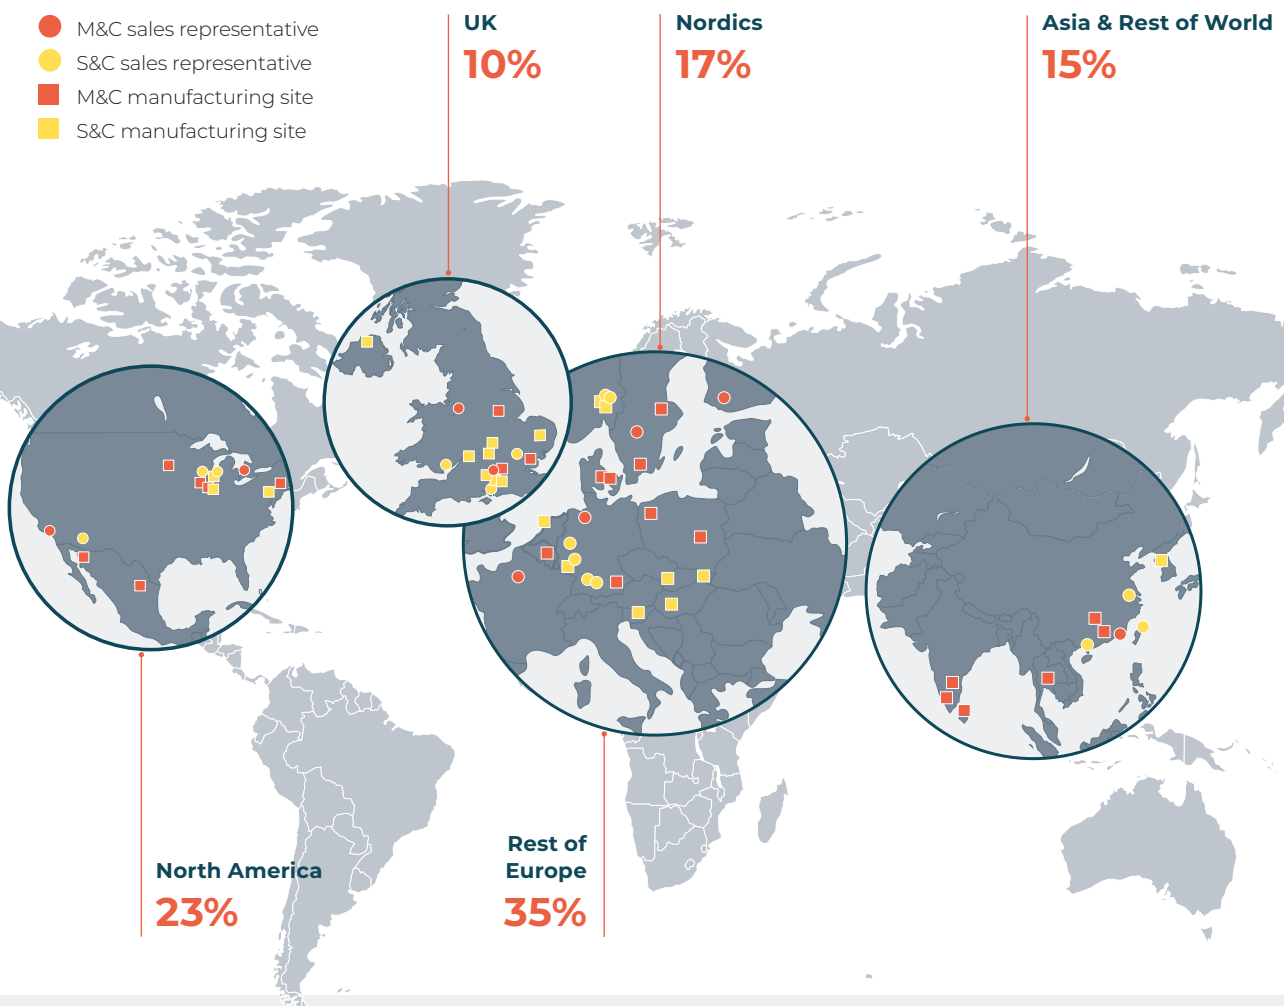 M&C sales representative
S&C sales representative
M&C manufacturing site
S&C manufacturing site
UK
10%
Nordics
17%
Asia & Rest of World
15%
North America
23%
Rest of
Europe
35%